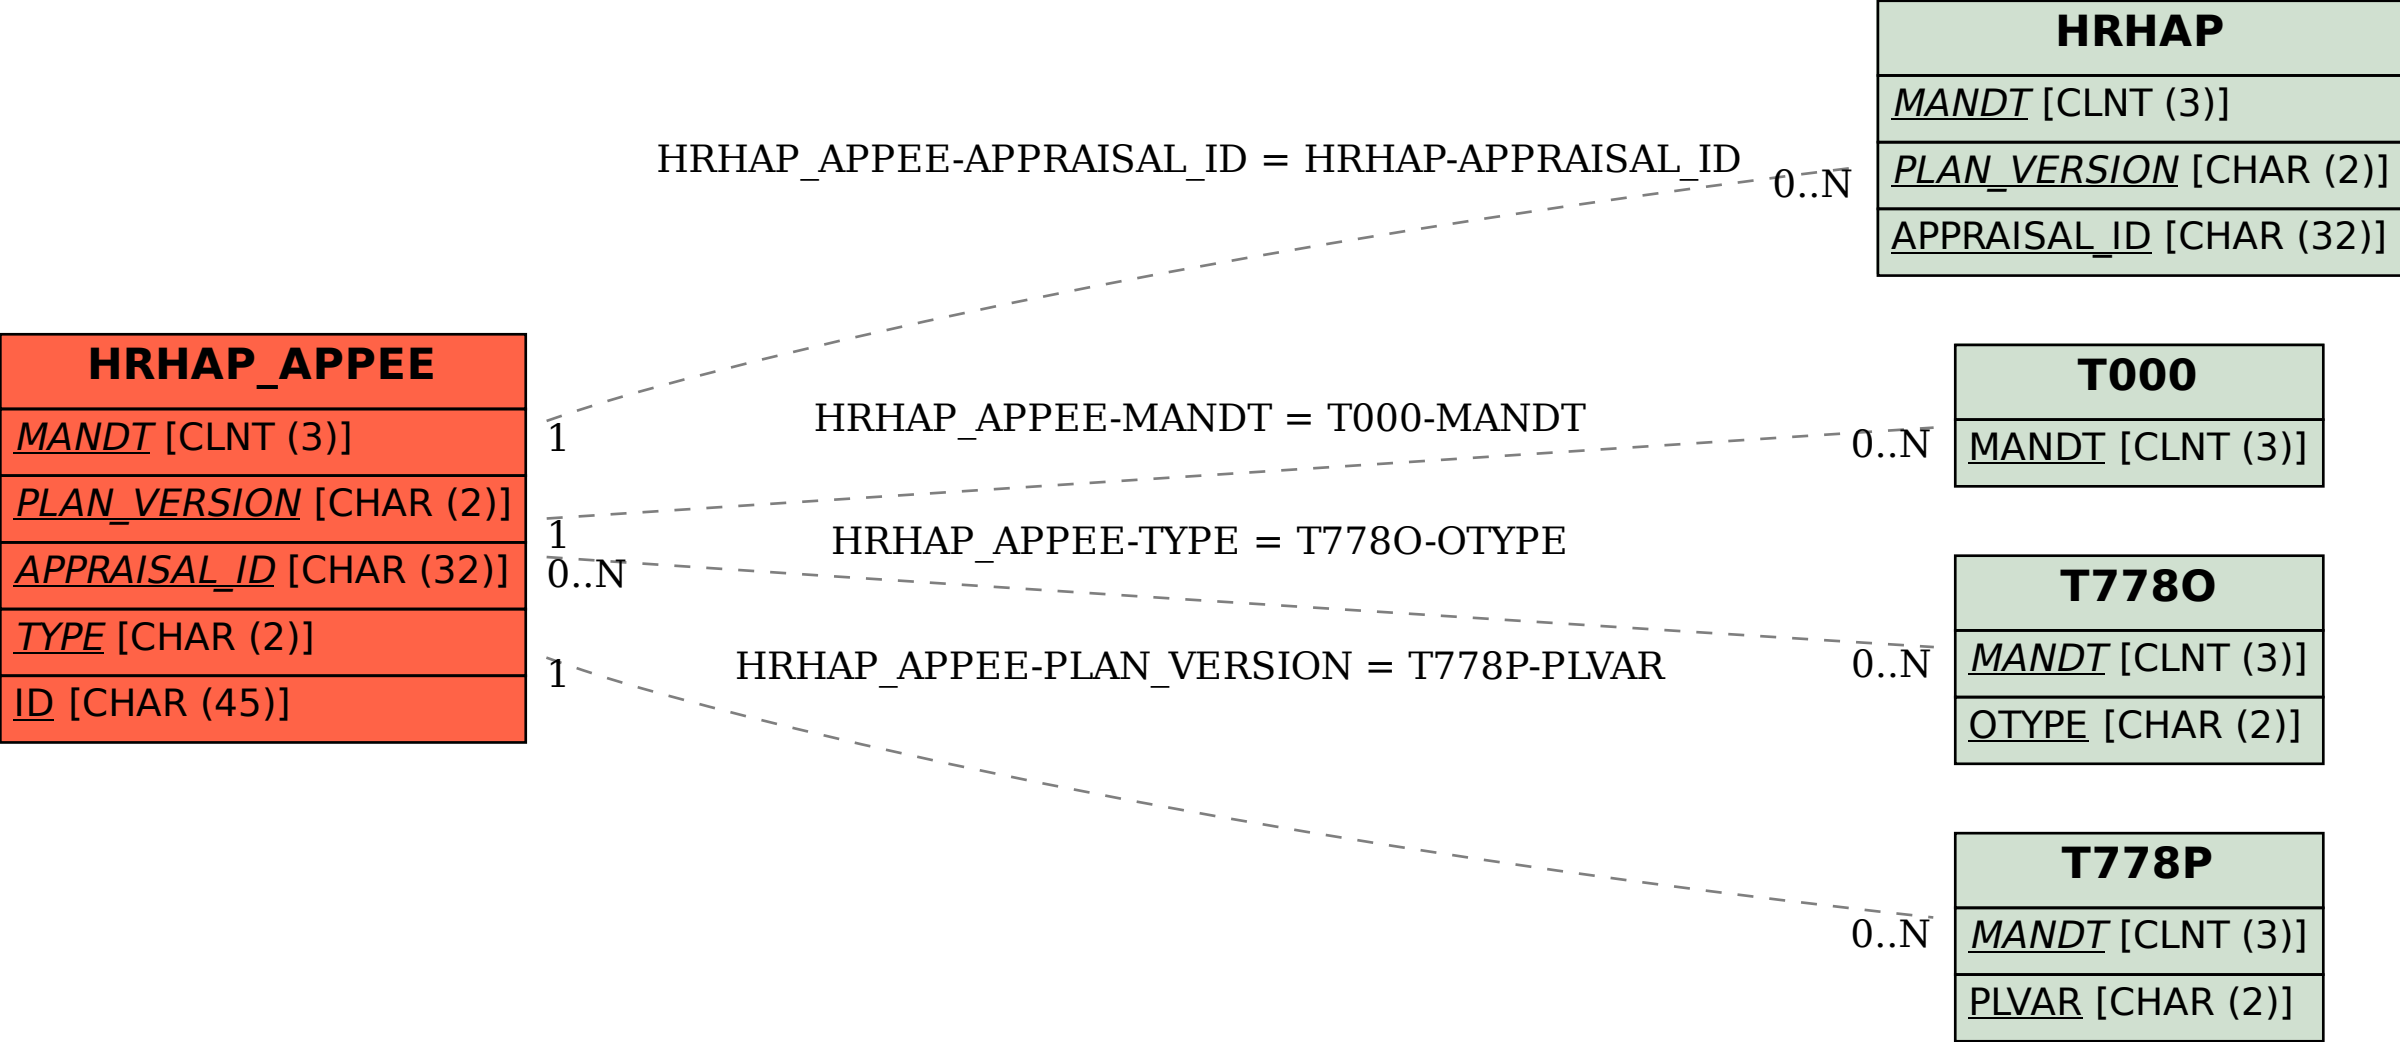 HRHAP
MANDT [CLNT (3)]
PLAN_VERSION [CHAR (2)]
APPRAISAL_ID [CHAR (32)]
HRHAP_APPEE-APPRAISAL_ID = HRHAP-APPRAISAL_ID
0..N
1
HRHAP_APPEE
MANDT [CLNT (3)]
PLAN_VERSION [CHAR (2)]
APPRAISAL_ID [CHAR (32)]
TYPE [CHAR (2)]
ID [CHAR (45)]
HRHAP_APPEE-MANDT = T000-MANDT
0..N
1
T000
MANDT [CLNT (3)]
HRHAP_APPEE-TYPE = T778O-OTYPE
0..N
0..N
T778O
MANDT [CLNT (3)]
OTYPE [CHAR (2)]
HRHAP_APPEE-PLAN_VERSION = T778P-PLVAR
1
0..N
T778P
MANDT [CLNT (3)]
PLVAR [CHAR (2)]